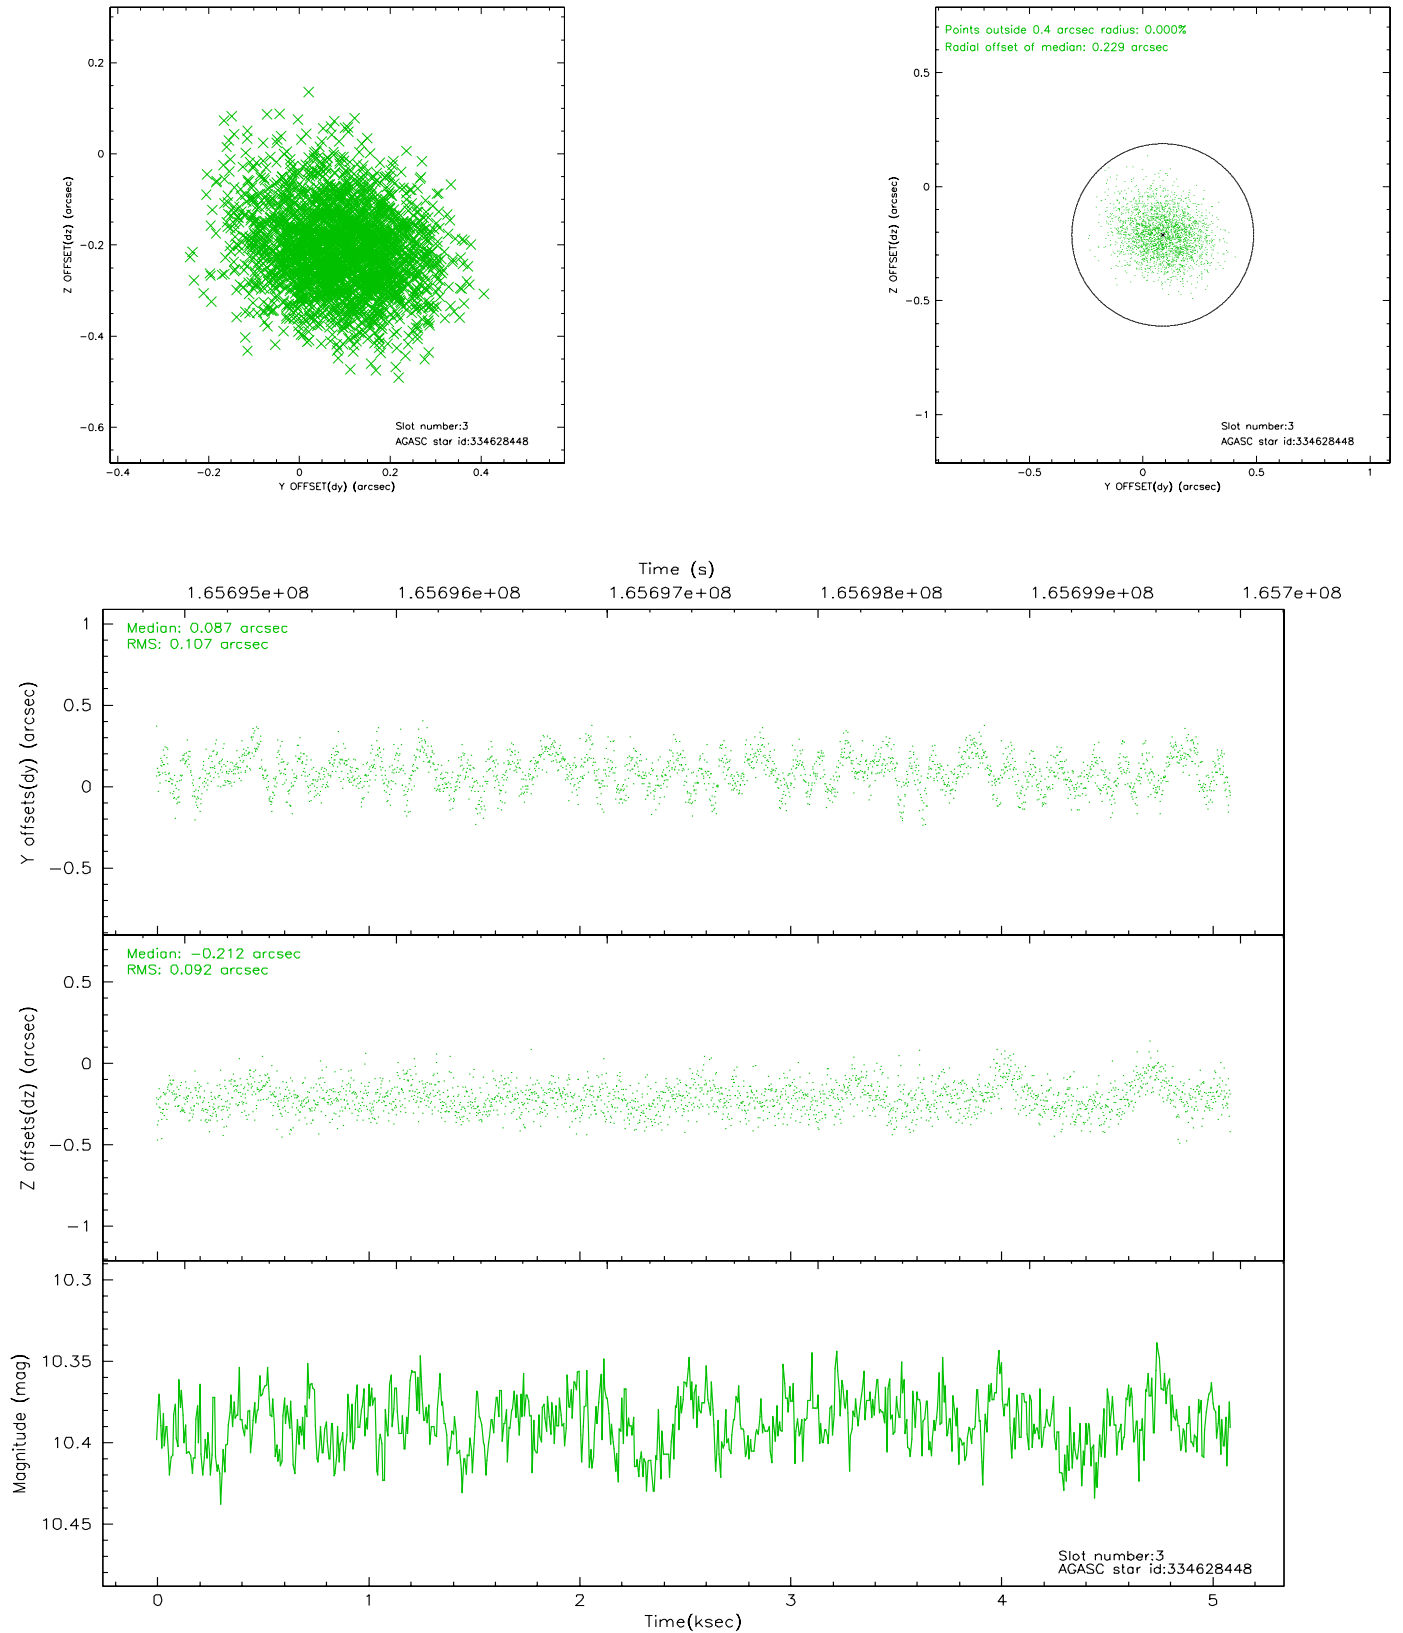 0.2
0
−0.2
−0.4
−0.6
Z OFFSET(dz) (arcsec)
Slot number:3
AGASC star id:334628448
−0.4 −0.2 0 0.2 0.4
Y OFFSET(dy) (arcsec)
Points outside 0.4 arcsec radius: 0.000%
Radial offset of median: 0.229 arcsec
0.5
0
−0.5
−1
Z OFFSET(dz) (arcsec)
Slot number:3
AGASC star id:334628448
−0.5 0 0.5 1
Y OFFSET(dy) (arcsec)
Time (s)
1.65695e+08 1.65696e+08 1.65697e+08 1.65698e+08 1.65699e+08 1.657e+08
Median: 0.087 arcsec
RMS: 0.107 arcsec
1
0.5
0
−0.5
Y offsets(dy) (arcsec)
Median: −0.212 arcsec
RMS: 0.092 arcsec
0.5
0
−0.5
−1
Z offsets(dz) (arcsec)
10.3
10.35
10.4
10.45
Magnitude (mag)
Slot number:3
AGASC star id:334628448
0 1 2 3 4 5
Time(ksec)